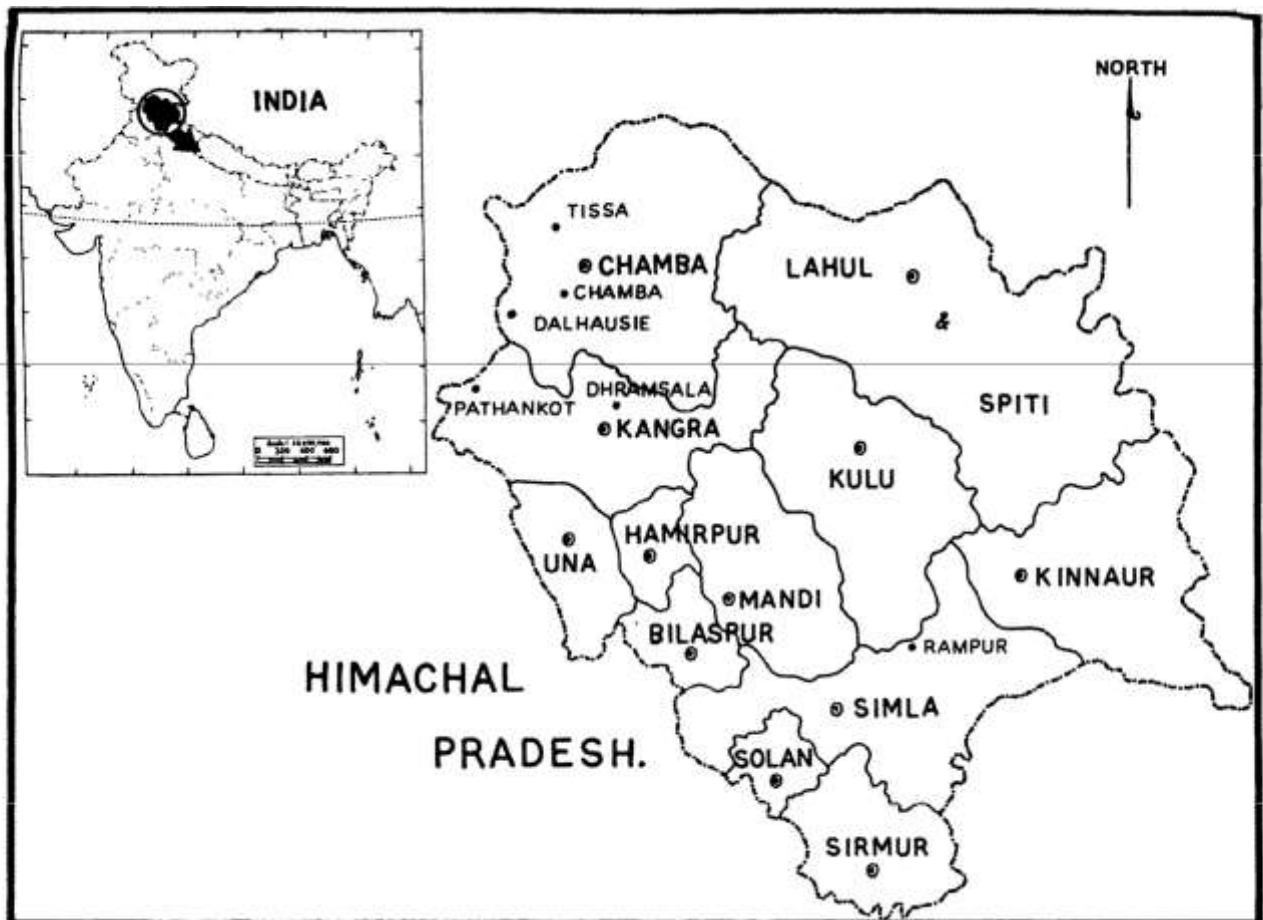 INDIA
NORTH
TISSA
CHAMBA
CHAMBA
DALHAUSIE
LAHUL
&
SPITI
PATHANKOT
DHRAMSALA
KANGRA
KULU
UNA
HAMIRPUR
MANDI
KINNAUR
BILASPUR
RAMPUR
HIMACHAL
PRADESH.
SIMLA
SOLAN
SIRMUR